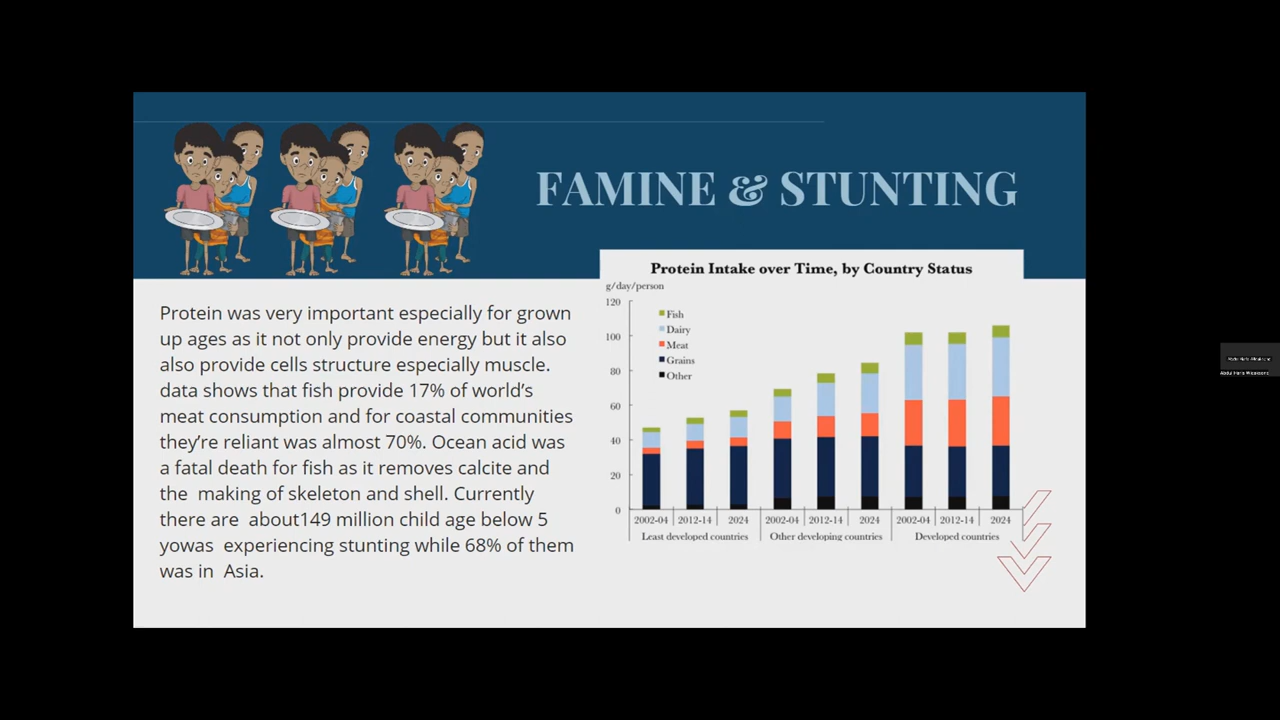 FAMINE & STUNTING
Protein was very important especially for grown
up ages as it not only provide energy but it also
also provide cells structure especially muscle.
data shows that fish provide 17% of world's
meat consumption and for coastal communities
they're reliant was almost 70%. Ocean acid was
a fatal death for fish as it removes calcite and
the making of skeleton and shell. Currently
there are about149 million child age below 5
yowas experiencing stunting while 68% of them
was in Asia.
Protein Intake over Time, by Country Status
g/day/person
120
100
80
60
40
20
0
Fish
Dairy
Meat
Grains
Other
2002-04 2012-14 2024 2002-04 2012-14 2024 2002-04 2012-14 2024
Least developed countries Other developing countries Developed countries